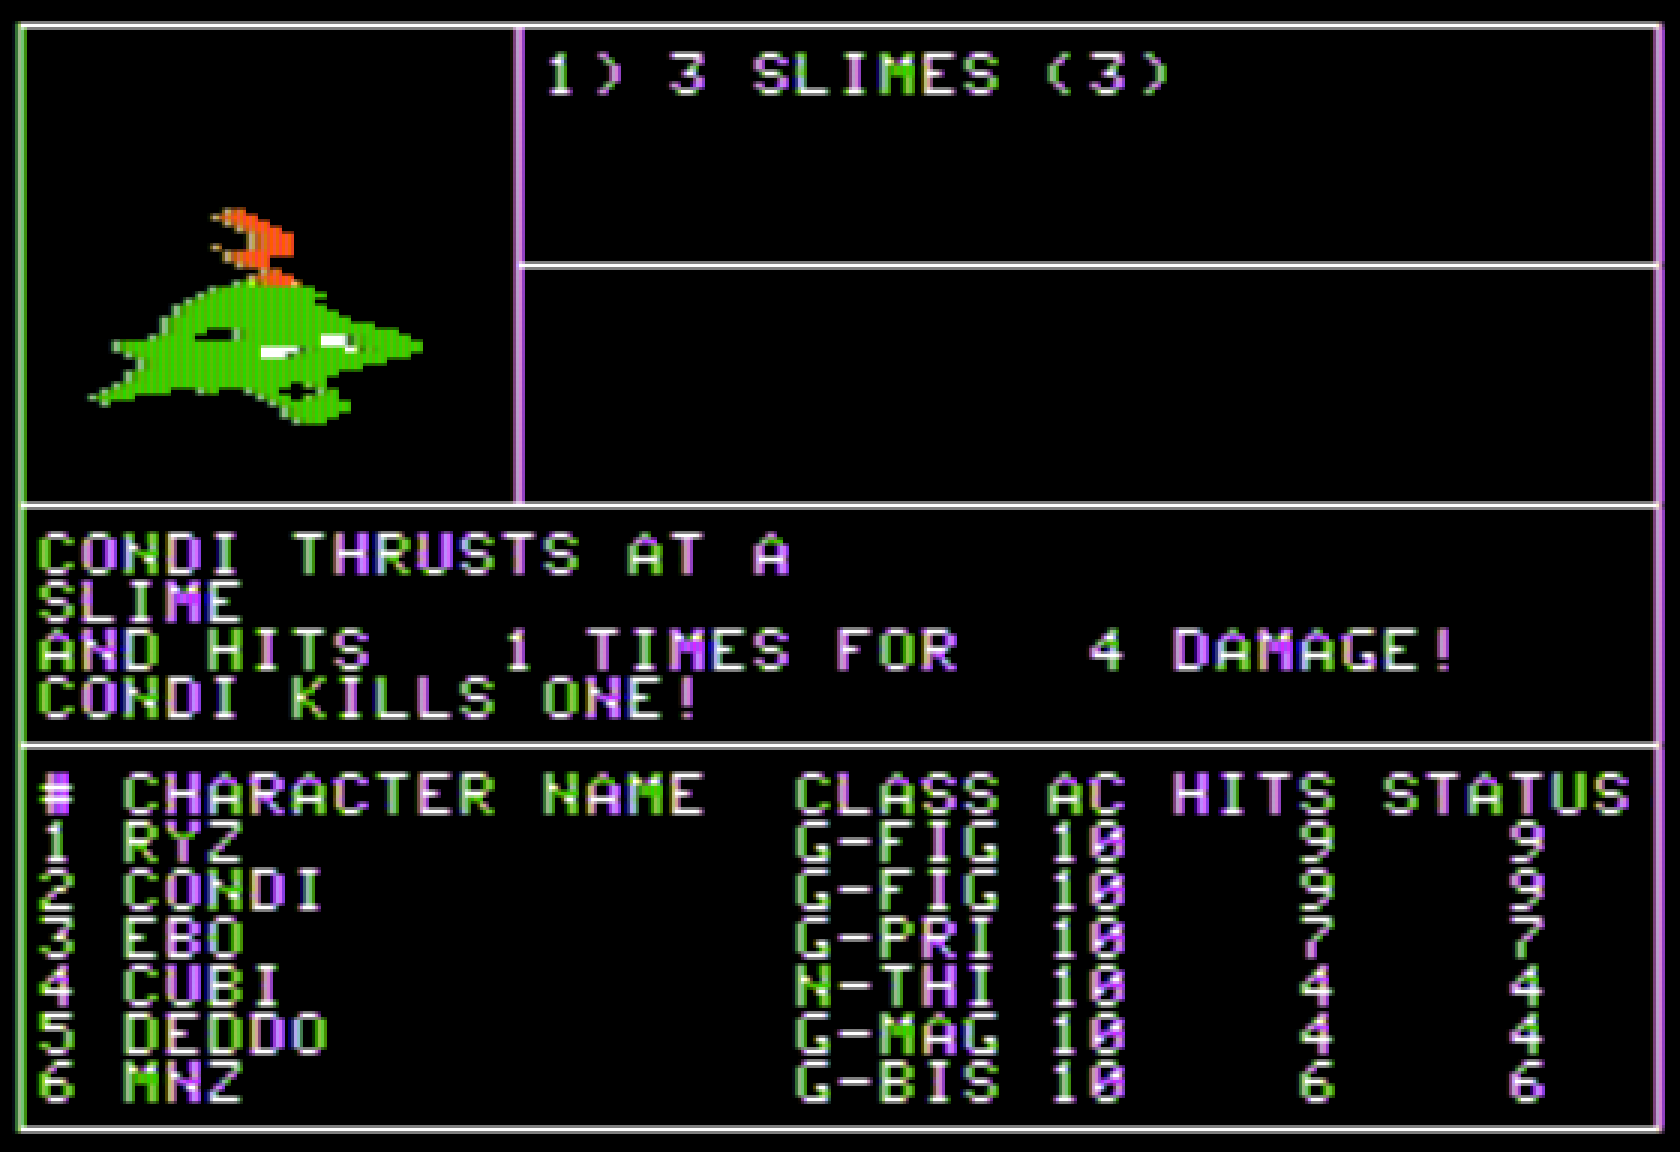 1) 3 SLIMES (3)
CONDI THRUSTS AT A
SLIME
AND HITS 1 TIMES FOR 4 DAMAGE!
CONDI KILLS ONE!
# CHARACTER NAME CLASS AC HITS STATUS
1 RYZ G-FIG 10 9 9
2 CONDI G-FIG 10 9 9
3 EBO G-PRI 10 7 7
4 CUBI N-THI 10 4 4
5 DEDDO G-MAG 10 4 4
6 MNZ G-BIS 10 6 6